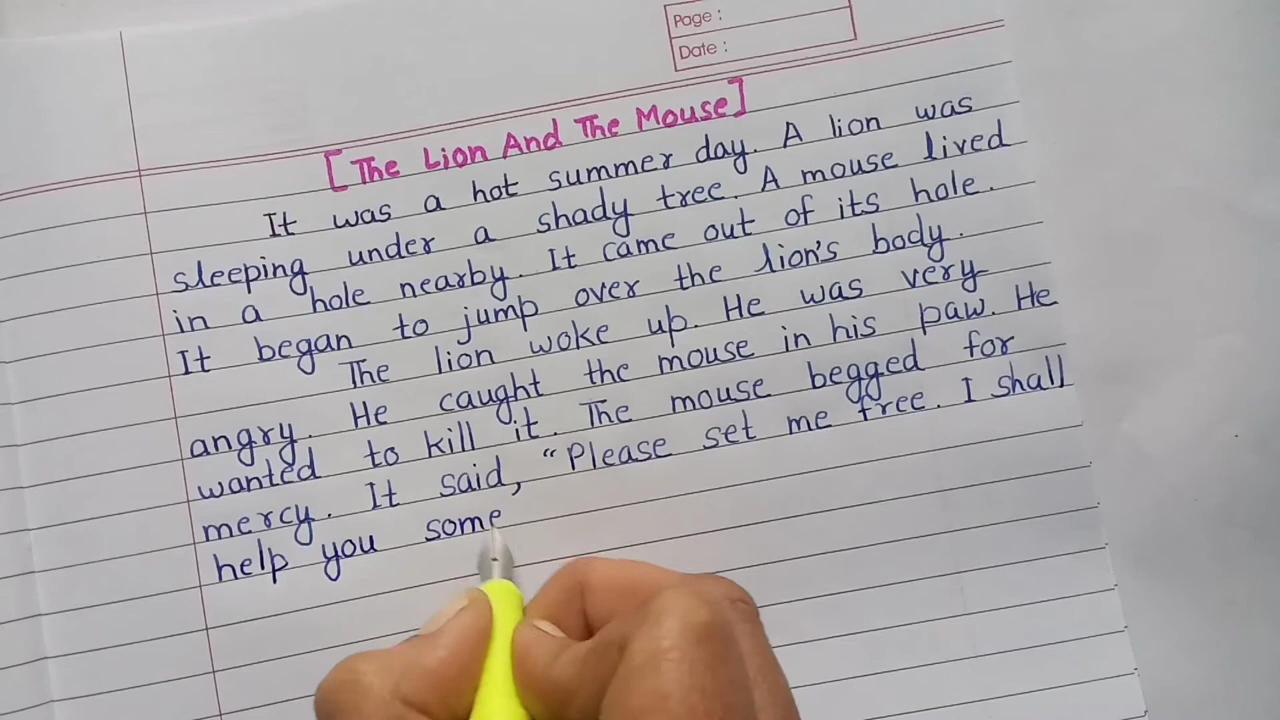 Page :
Date :
[The Lion And The Mouse]
It was a hot summer day. A lion was
sleeping under a shady tree. A mouse lived
in a hole nearby. It came out of its hole.
It began to jump over the lion's body.
The lion woke up. He was very
angry. He caught the mouse in his paw. He
wanted to kill it. The mouse begged for
mercy. It said, "Please set me free. I shall
help you some